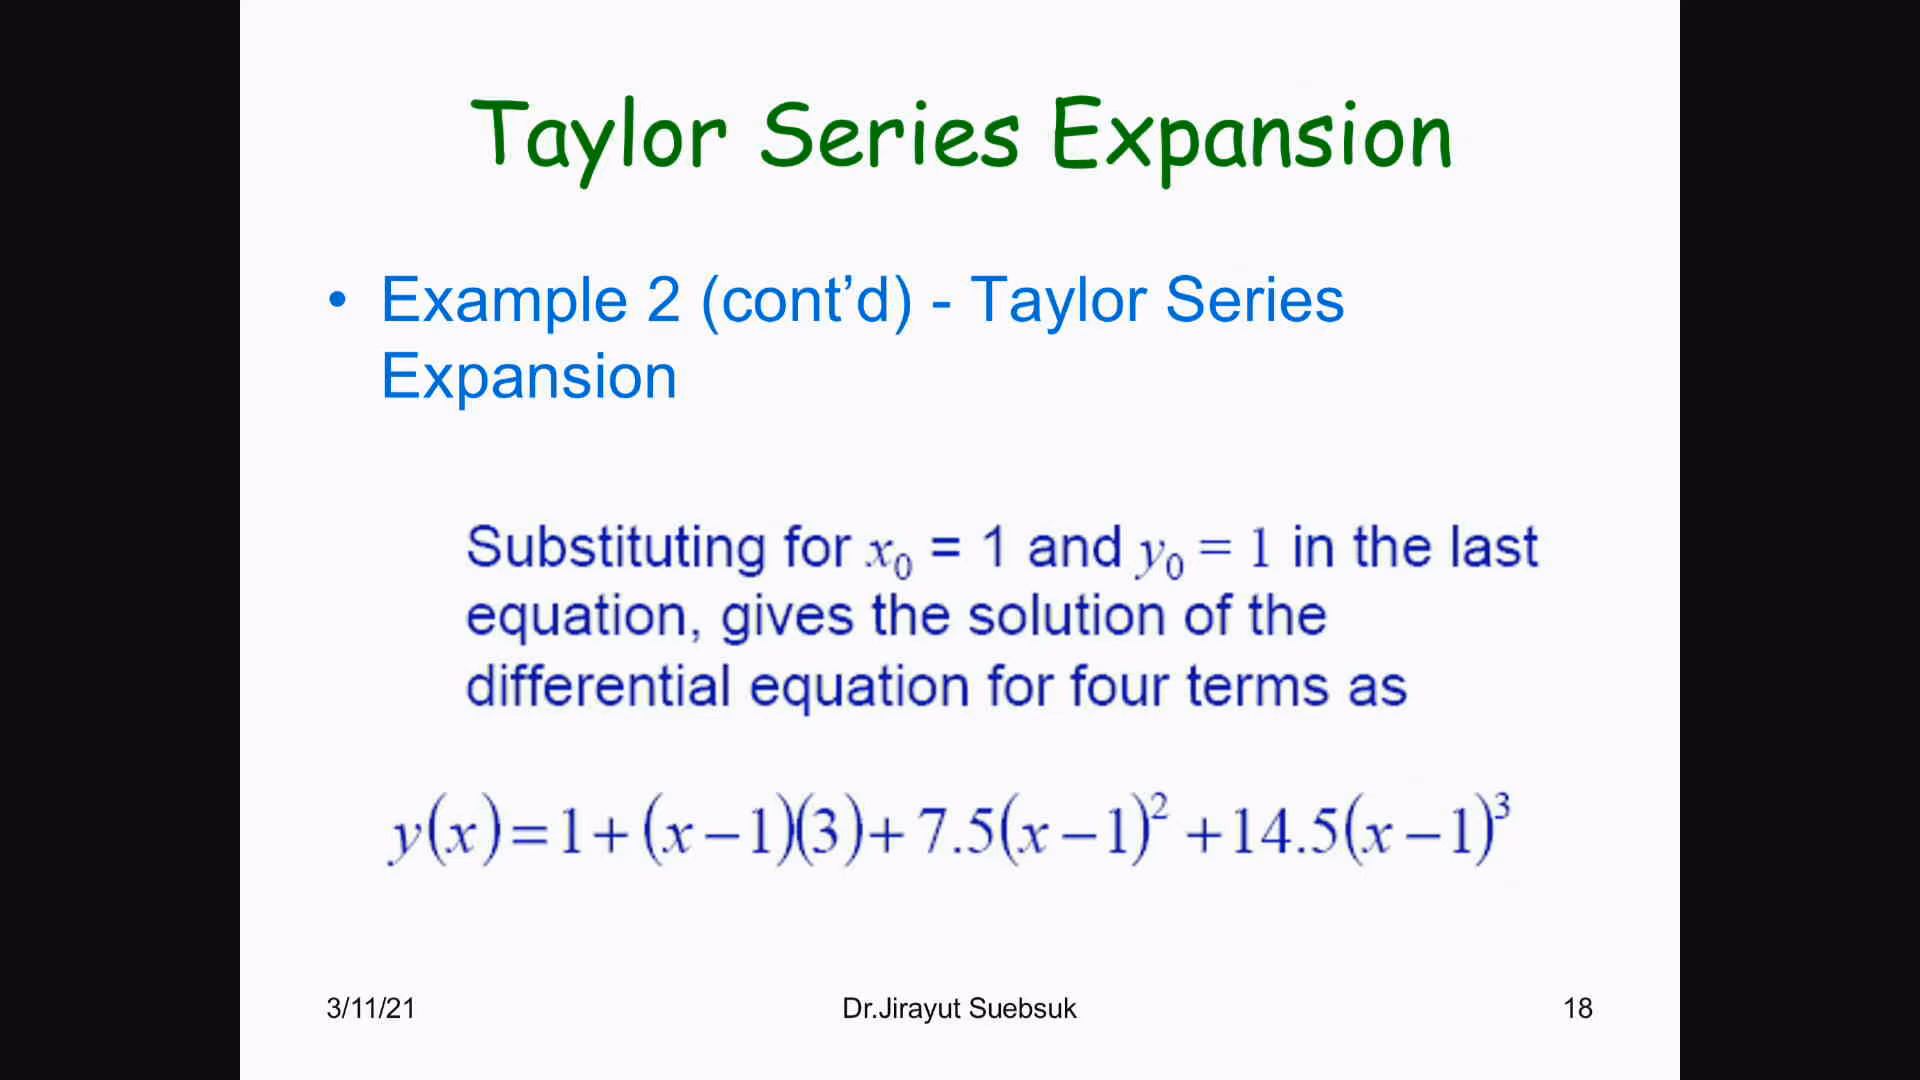 Taylor Series Expansion
• Example 2 (cont’d) - Taylor Series
Expansion
Substituting for x₀ = 1 and y₀ = 1 in the last
equation, gives the solution of the
differential equation for four terms as
y(x)=1+(x−1)(3)+7.5(x−1)²+14.5(x−1)³
3/11/21
Dr.Jirayut Suebsuk
18